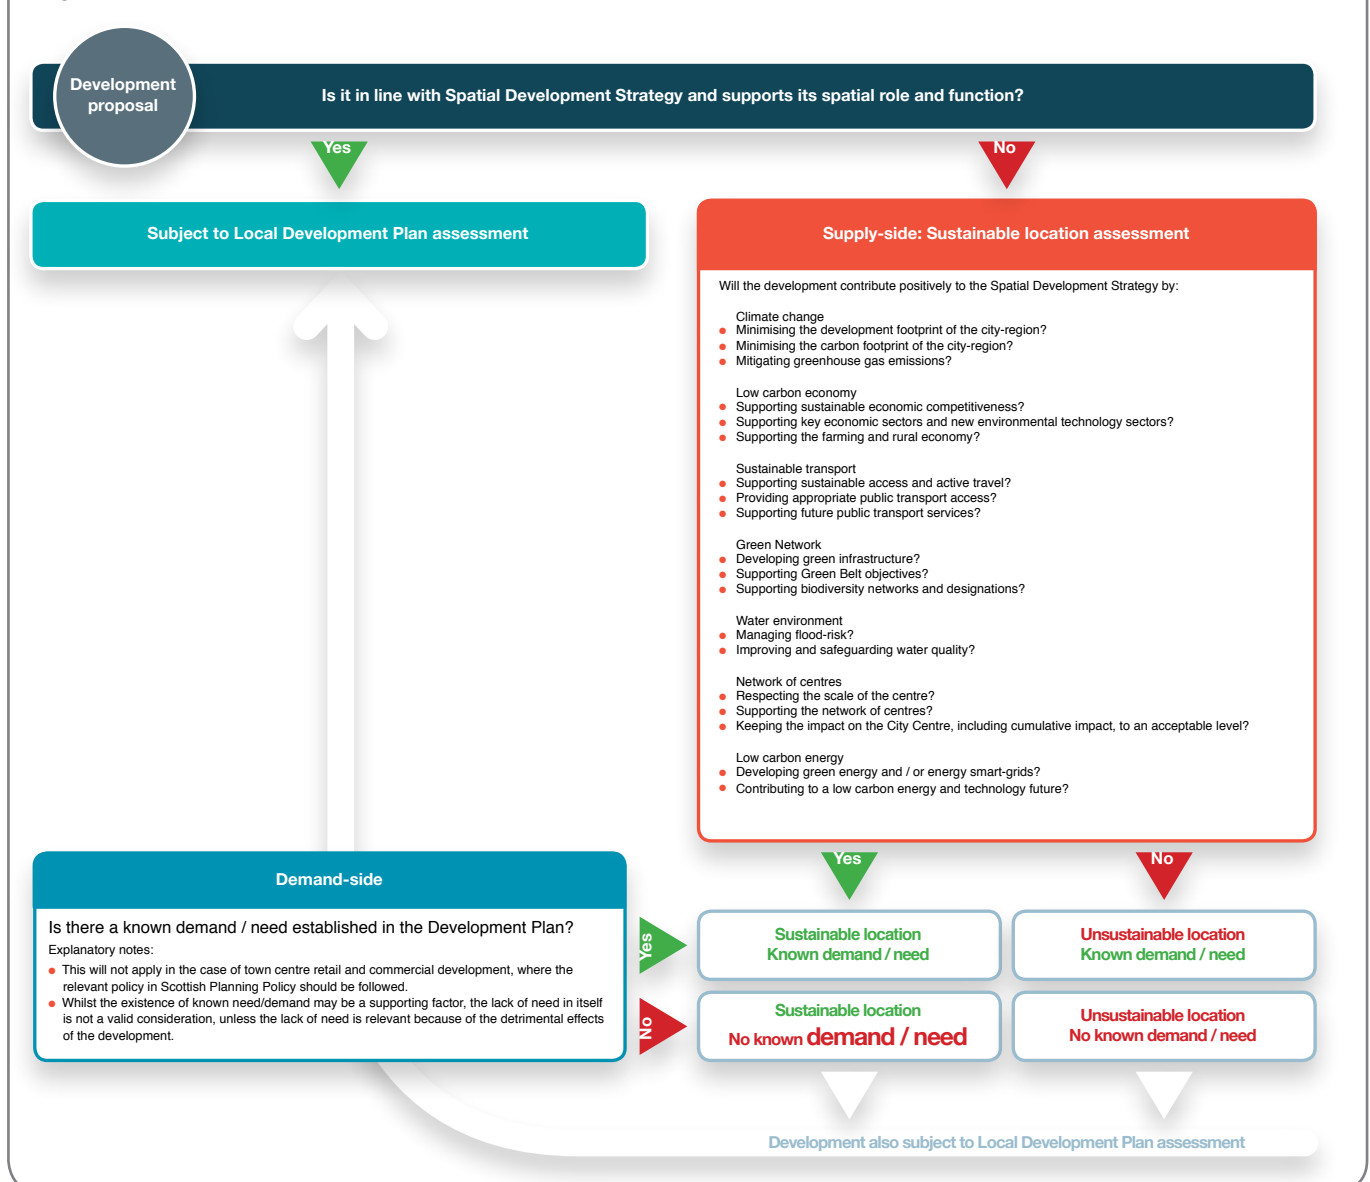 Development
proposal
Is it in line with Spatial Development Strategy and supports its spatial role and function?
Yes
No
Subject to Local Development Plan assessment
Supply-side: Sustainable location assessment
Will the development contribute positively to the Spatial Development Strategy by:
Climate change
● Minimising the development footprint of the city-region?
● Minimising the carbon footprint of the city-region?
● Mitigating greenhouse gas emissions?
Low carbon economy
● Supporting sustainable economic competitiveness?
● Supporting key economic sectors and new environmental technology sectors?
● Supporting the farming and rural economy?
Sustainable transport
● Supporting sustainable access and active travel?
● Providing appropriate public transport access?
● Supporting future public transport services?
Green Network
● Developing green infrastructure?
● Supporting Green Belt objectives?
● Supporting biodiversity networks and designations?
Water environment
● Managing flood-risk?
● Improving and safeguarding water quality?
Network of centres
● Respecting the scale of the centre?
● Supporting the network of centres?
● Keeping the impact on the City Centre, including cumulative impact, to an acceptable level?
Low carbon energy
● Developing green energy and / or energy smart-grids?
● Contributing to a low carbon energy and technology future?
Yes
No
Demand-side
Is there a known demand / need established in the Development Plan?
Explanatory notes:
● This will not apply in the case of town centre retail and commercial development, where the
relevant policy in Scottish Planning Policy should be followed.
● Whilst the existence of known need/demand may be a supporting factor, the lack of need in itself
is not a valid consideration, unless the lack of need is relevant because of the detrimental effects
of the development.
Yes
No
Sustainable location
Known demand / need
Unsustainable location
Known demand / need
Sustainable location
No known demand / need
Unsustainable location
No known demand / need
Development also subject to Local Development Plan assessment